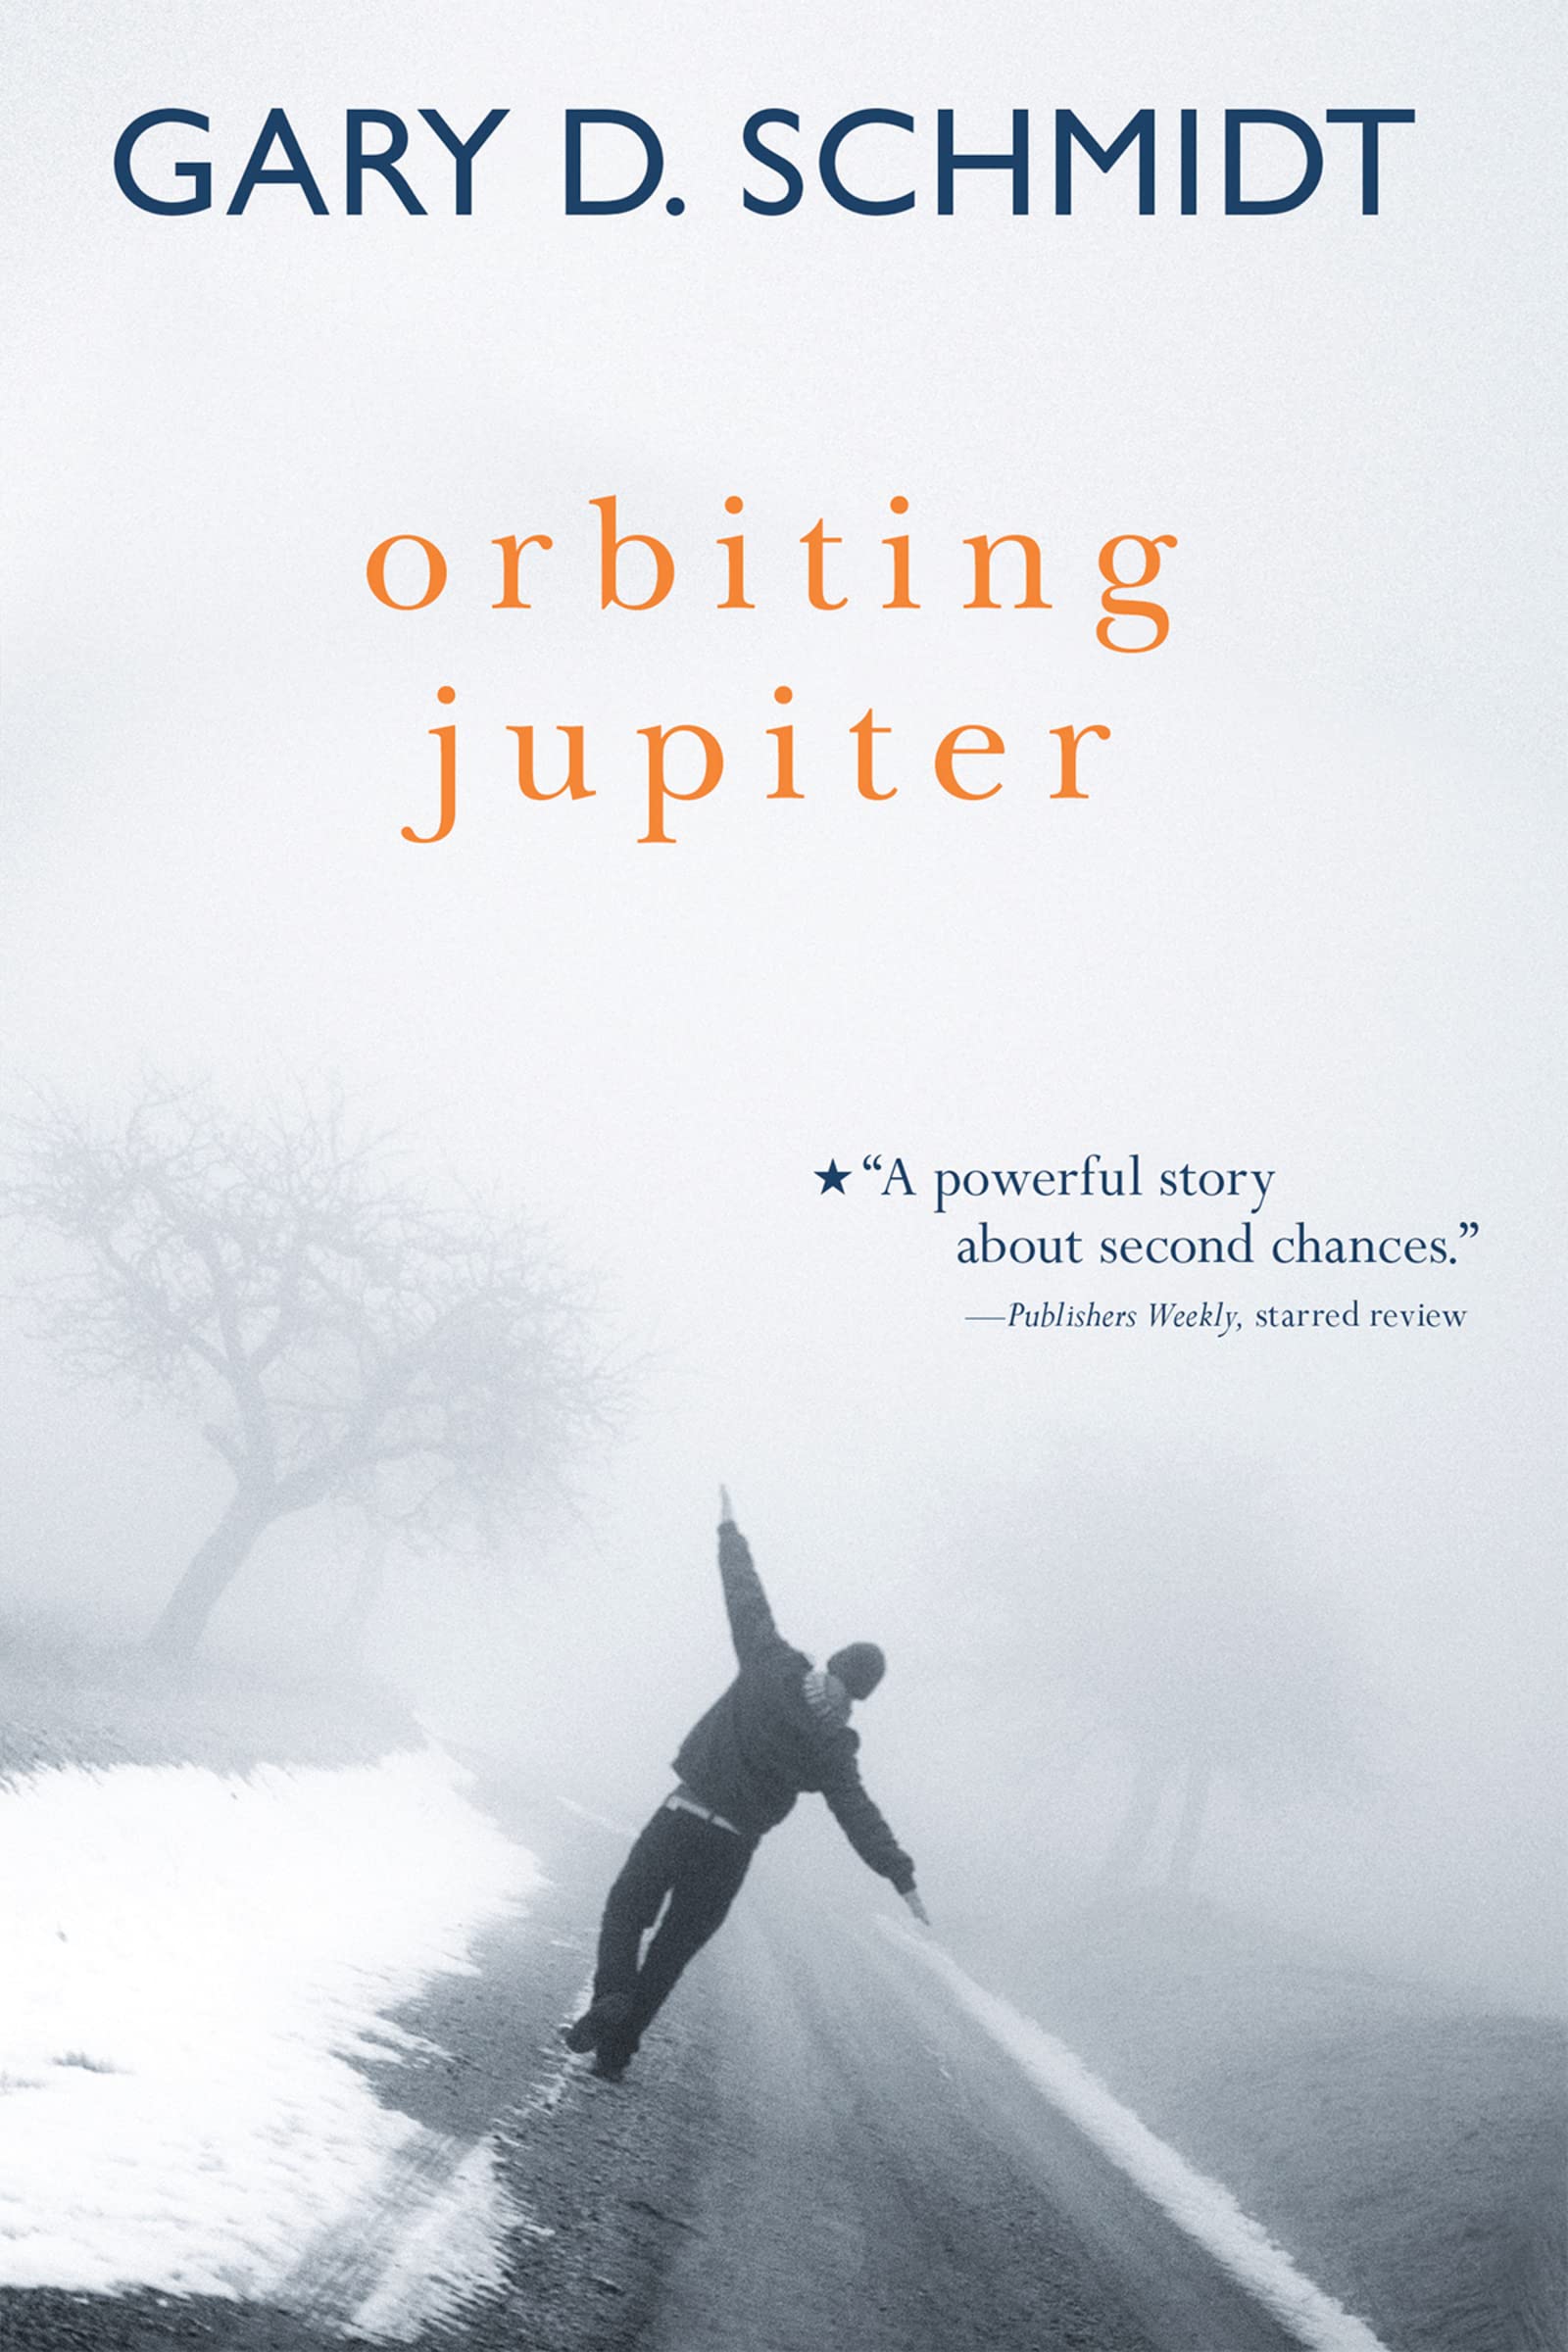 GARY D. SCHMIDT
orbiting
jupiter
★“A powerful story
about second chances.”
—Publishers Weekly, starred review